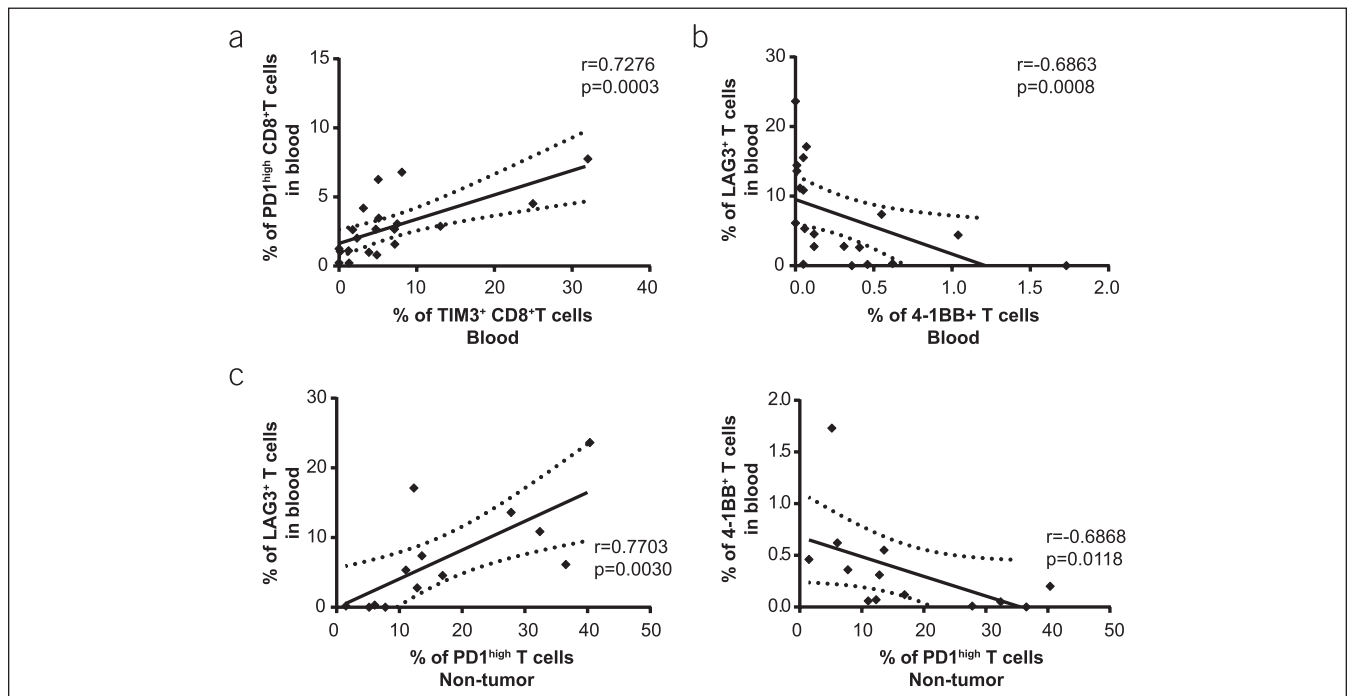 a
% of PD1high CD8+T cells
in blood
15
10
5
0
r=0.7276
p=0.0003
0 10 20 30 40
% of TIM3+ CD8+T cells
Blood
b
% of LAG3+ T cells
in blood
30
20
10
0
r=-0.6863
p=0.0008
0.0 0.5 1.0 1.5 2.0
% of 4-1BB+ T cells
Blood
c
% of LAG3+ T cells
in blood
30
20
10
0
r=0.7703
p=0.0030
0 10 20 30 40 50
% of PD1high T cells
Non-tumor
% of 4-1BB+ T cells
in blood
2.0
1.5
1.0
0.5
0.0
r=-0.6868
p=0.0118
0 10 20 30 40 50
% of PD1high T cells
Non-tumor